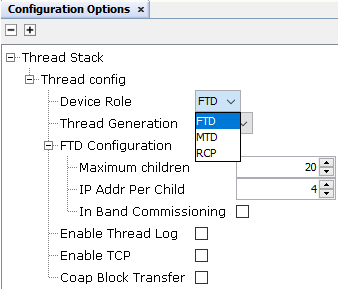 Configuration Options ×
Thread Stack
Thread config
Device Role FTD
FTD
MTD
RCP
Thread Generation
FTD Configuration
Maximum children 20
IP Addr Per Child 4
In Band Commissioning
Enable Thread Log
Enable TCP
Coap Block Transfer